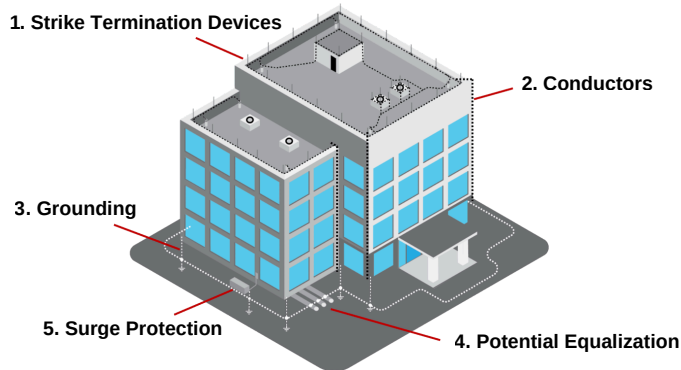 1. Strike Termination Devices
2. Conductors
3. Grounding
5. Surge Protection
4. Potential Equalization